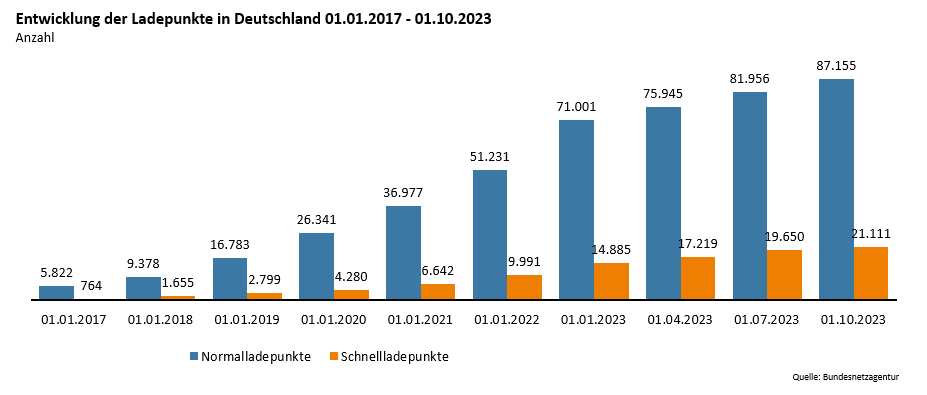 Entwicklung der Ladepunkte in Deutschland 01.01.2017 - 01.10.2023
Anzahl
5.822 764 9.378 1.655 16.783 2.799 26.341 4.280 36.977 6.642 51.231 9.991 71.001 14.885 75.945 17.219 81.956 19.650 87.155 21.111
01.01.2017 01.01.2018 01.01.2019 01.01.2020 01.01.2021 01.01.2022 01.01.2023 01.04.2023 01.07.2023 01.10.2023
Normalladepunkte Schnellladepunkte
Quelle: Bundesnetzagentur